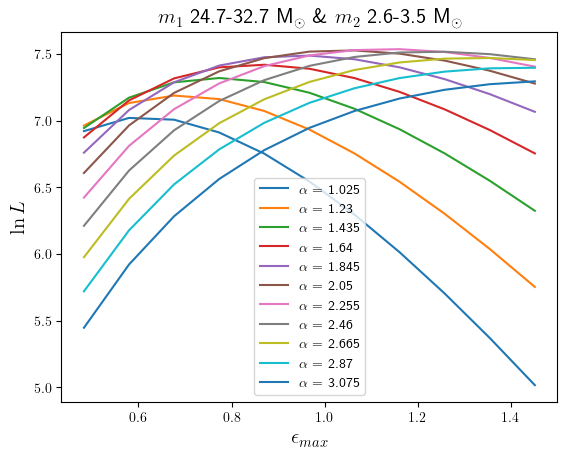 m₁ 24.7-32.7 M⊙ & m₂ 2.6-3.5 M⊙
7.5
7.0
6.5
6.0
5.5
5.0
ln L
α = 1.025
α = 1.23
α = 1.435
α = 1.64
α = 1.845
α = 2.05
α = 2.255
α = 2.46
α = 2.665
α = 2.87
α = 3.075
0.6 0.8 1.0 1.2 1.4
ϵₘₐₓ